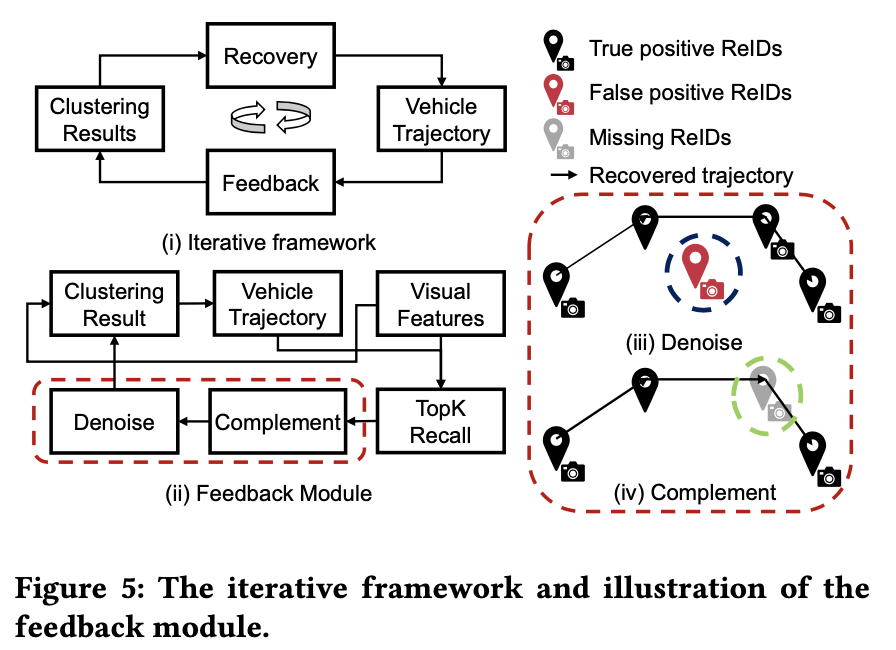 Recovery
Clustering
Results
Vehicle
Trajectory
Feedback
(i) Iterative framework
Clustering
Result
Vehicle
Trajectory
Visual
Features
Denoise
Complement
TopK
Recall
(ii) Feedback Module
True positive ReIDs
False positive ReIDs
Missing ReIDs
Recovered trajectory
(iii) Denoise
(iv) Complement
Figure 5: The iterative framework and illustration of the
feedback module.